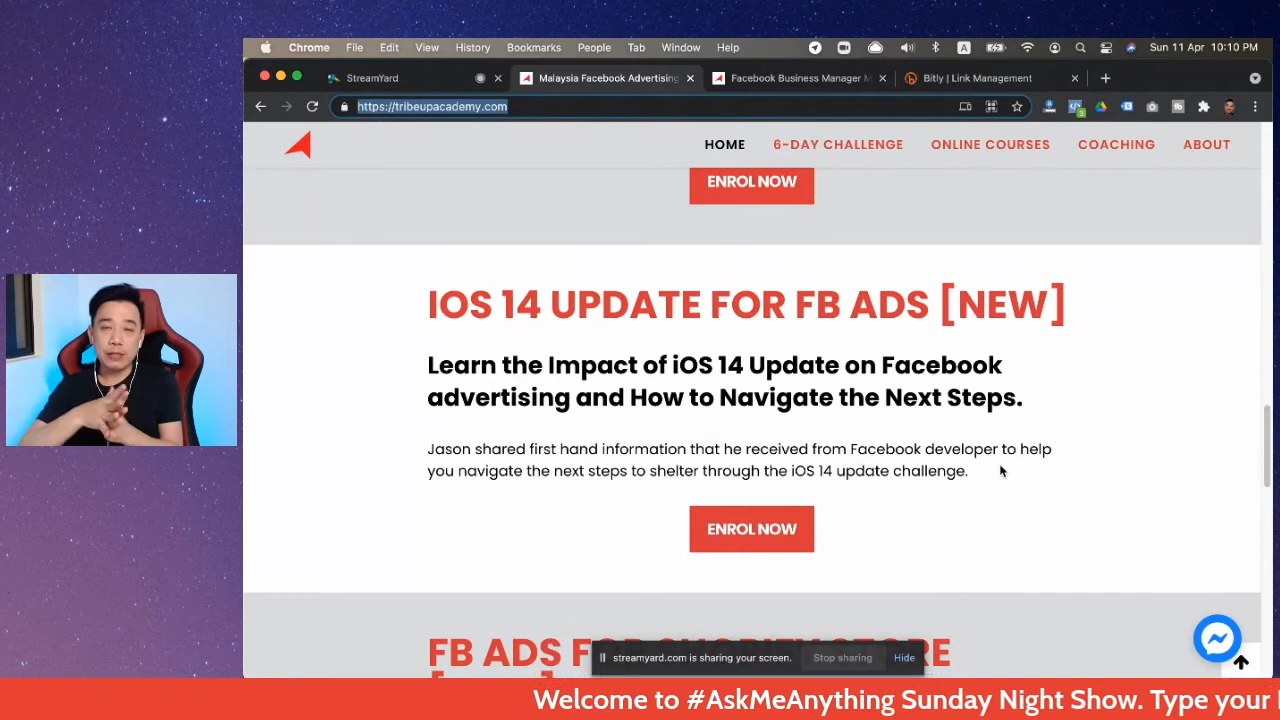 Chrome File Edit View History Bookmarks People Tab Window Help A Sun 11 Apr 10:10 PM
StreamYard Malaysia Facebook Advertising Facebook Business Manager M Bitly | Link Management
https://tribeupacademy.com
HOME 6-DAY CHALLENGE ONLINE COURSES COACHING ABOUT
ENROL NOW
IOS 14 UPDATE FOR FB ADS [NEW]
Learn the Impact of iOS 14 Update on Facebook
advertising and How to Navigate the Next Steps.
Jason shared first hand information that he received from Facebook developer to help
you navigate the next steps to shelter through the iOS 14 update challenge.
ENROL NOW
FB ADS
streamyard.com is sharing your screen. Stop sharing Hide
Welcome to #AskMeAnything Sunday Night Show. Type your